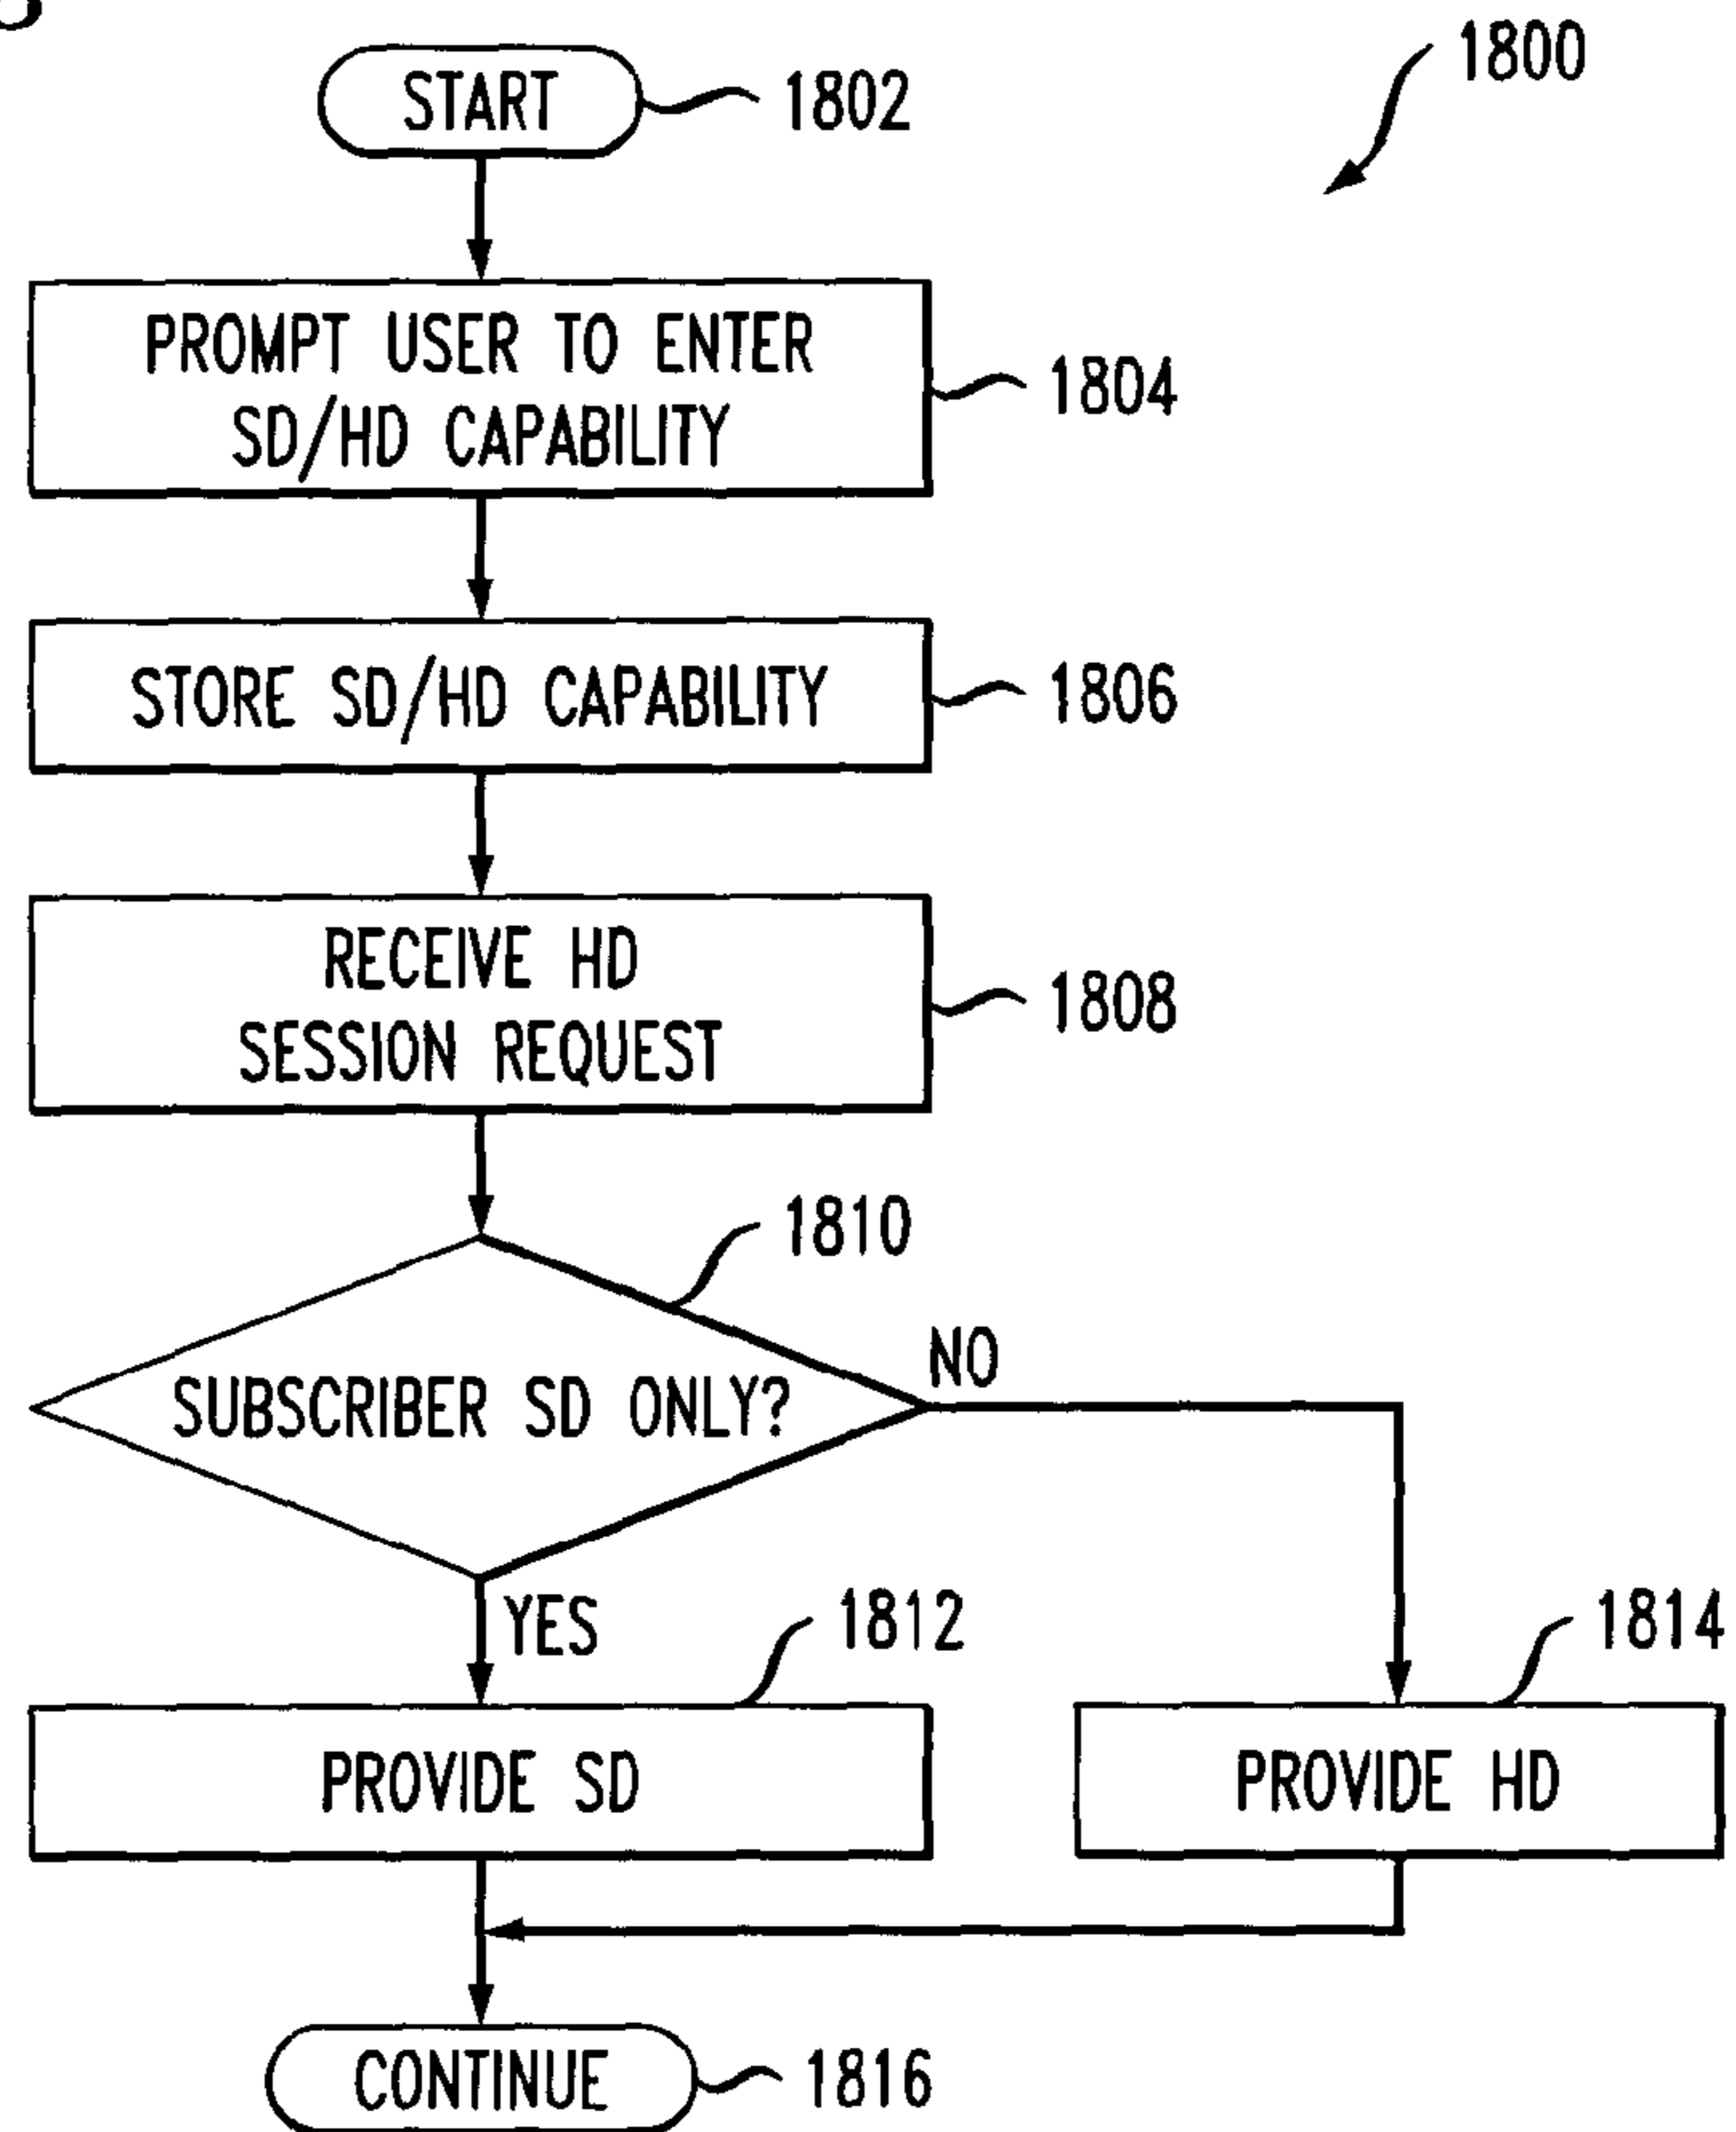 1800
START
1802
PROMPT USER TO ENTER
SD/HD CAPABILITY
1804
STORE SD/HD CAPABILITY
1806
RECEIVE HD
SESSION REQUEST
1808
1810
SUBSCRIBER SD ONLY?
NO
YES
1812
PROVIDE SD
1814
PROVIDE HD
CONTINUE
1816